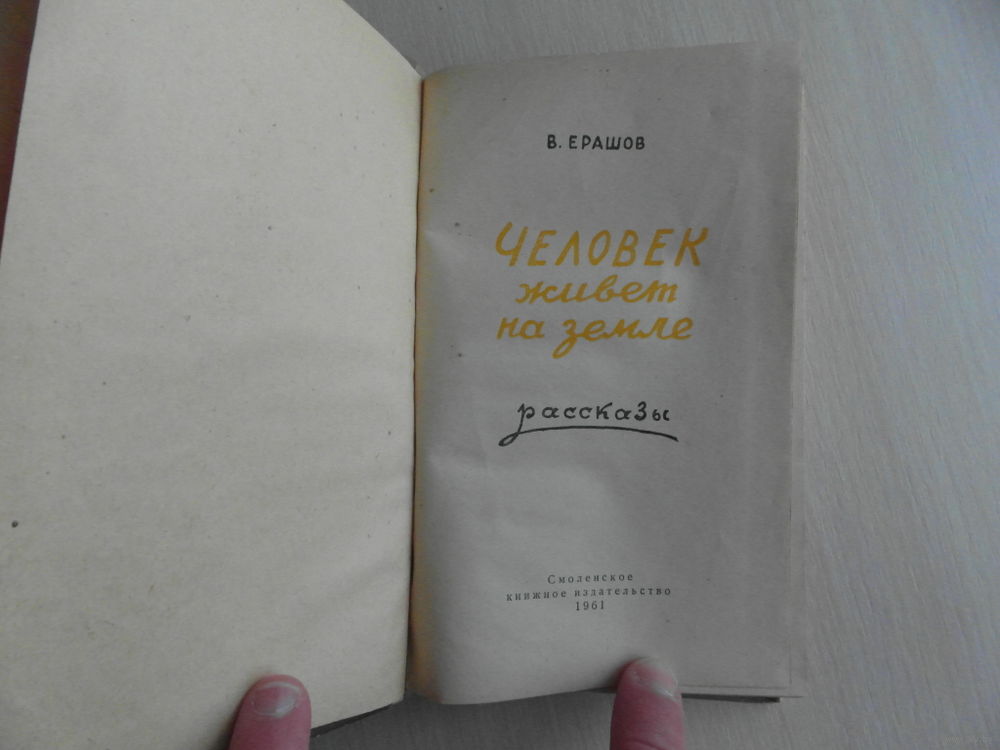 В. ЕРАШОВ
ЧЕЛОВЕК
живет
на земле
рассказы
Смоленское
книжное издательство
1961